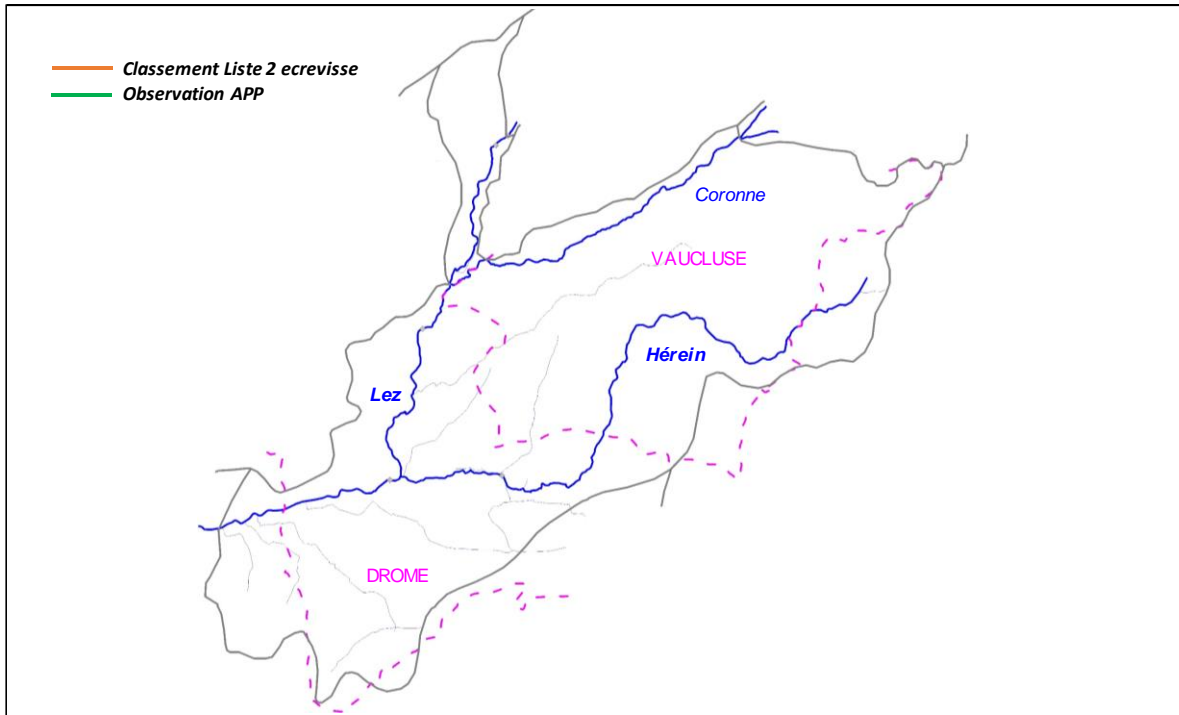 Classement Liste 2 ecrevisse
Observation APP
Coronne
VAUCLUSE
Hérein
Lez
DROME